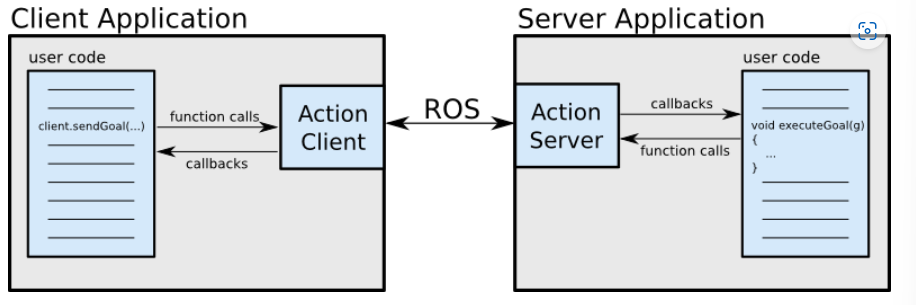 Client Application
user code
client.sendGoal(...)
function calls
callbacks
Action
Client
ROS
Server Application
Action
Server
callbacks
function calls
user code
void executeGoal(g)
{
...
}